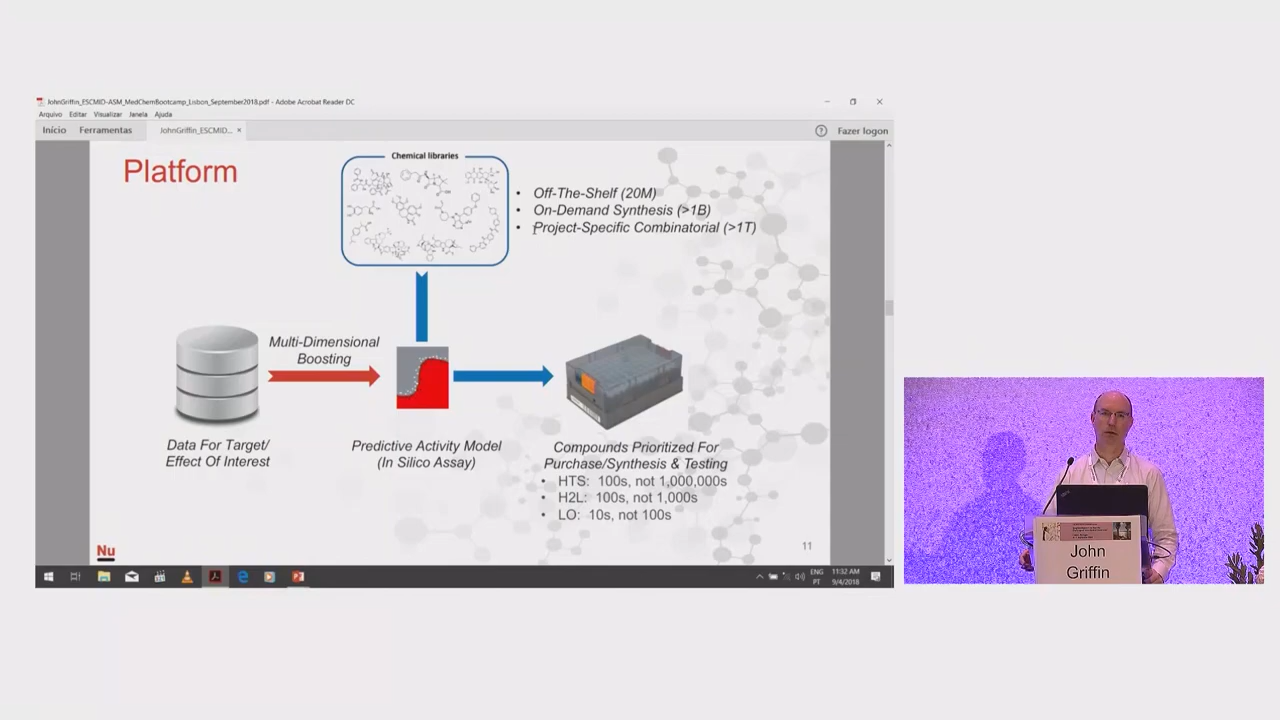 JohnGriffin_ESCMID-ASM_MedChemBootcamp_Lisbon_September2018.pdf - Adobe Acrobat Reader DC
Arquivo Editar Visualizar Janela Ajuda
Início Ferramentas JohnGriffin_ESCMID... × Fazer logon
Platform
Chemical libraries
• Off-The-Shelf (20M)
• On-Demand Synthesis (>1B)
• Project-Specific Combinatorial (>1T)
Multi-Dimensional
Boosting
Data For Target/
Effect Of Interest
Predictive Activity Model
(In Silico Assay)
Compounds Prioritized For
Purchase/Synthesis & Testing
• HTS: 100s, not 1,000,000s
• H2L: 100s, not 1,000s
• LO: 10s, not 100s
Nu
11
ENG
PT
11:32 AM
9/4/2018
John
Griffin